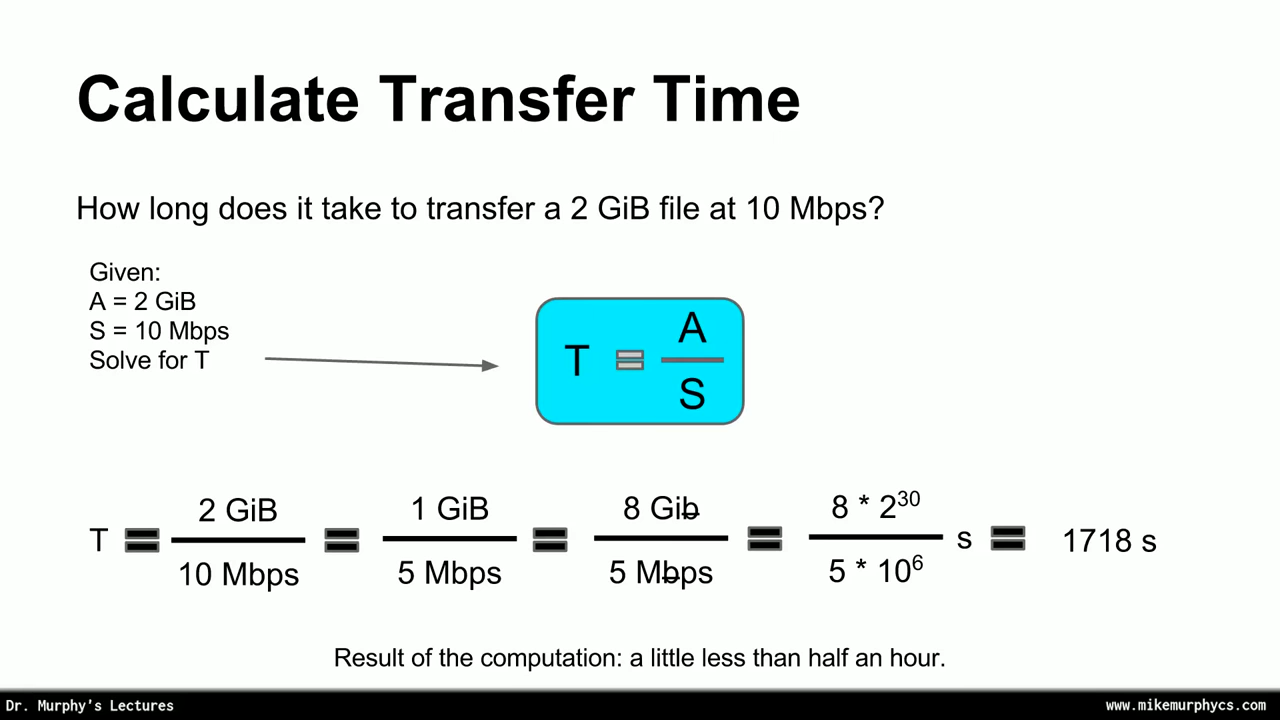 Calculate Transfer Time
How long does it take to transfer a 2 GiB file at 10 Mbps?
Given:
A = 2 GiB
S = 10 Mbps
Solve for T
T = A / S
T = 2 GiB / 10 Mbps = 1 GiB / 5 Mbps = 8 Gib / 5 Mbps = 8 * 2³⁰ / 5 * 10⁶ s = 1718 s
Result of the computation: a little less than half an hour.
Dr. Murphy's Lectures
www.mikemurphycs.com